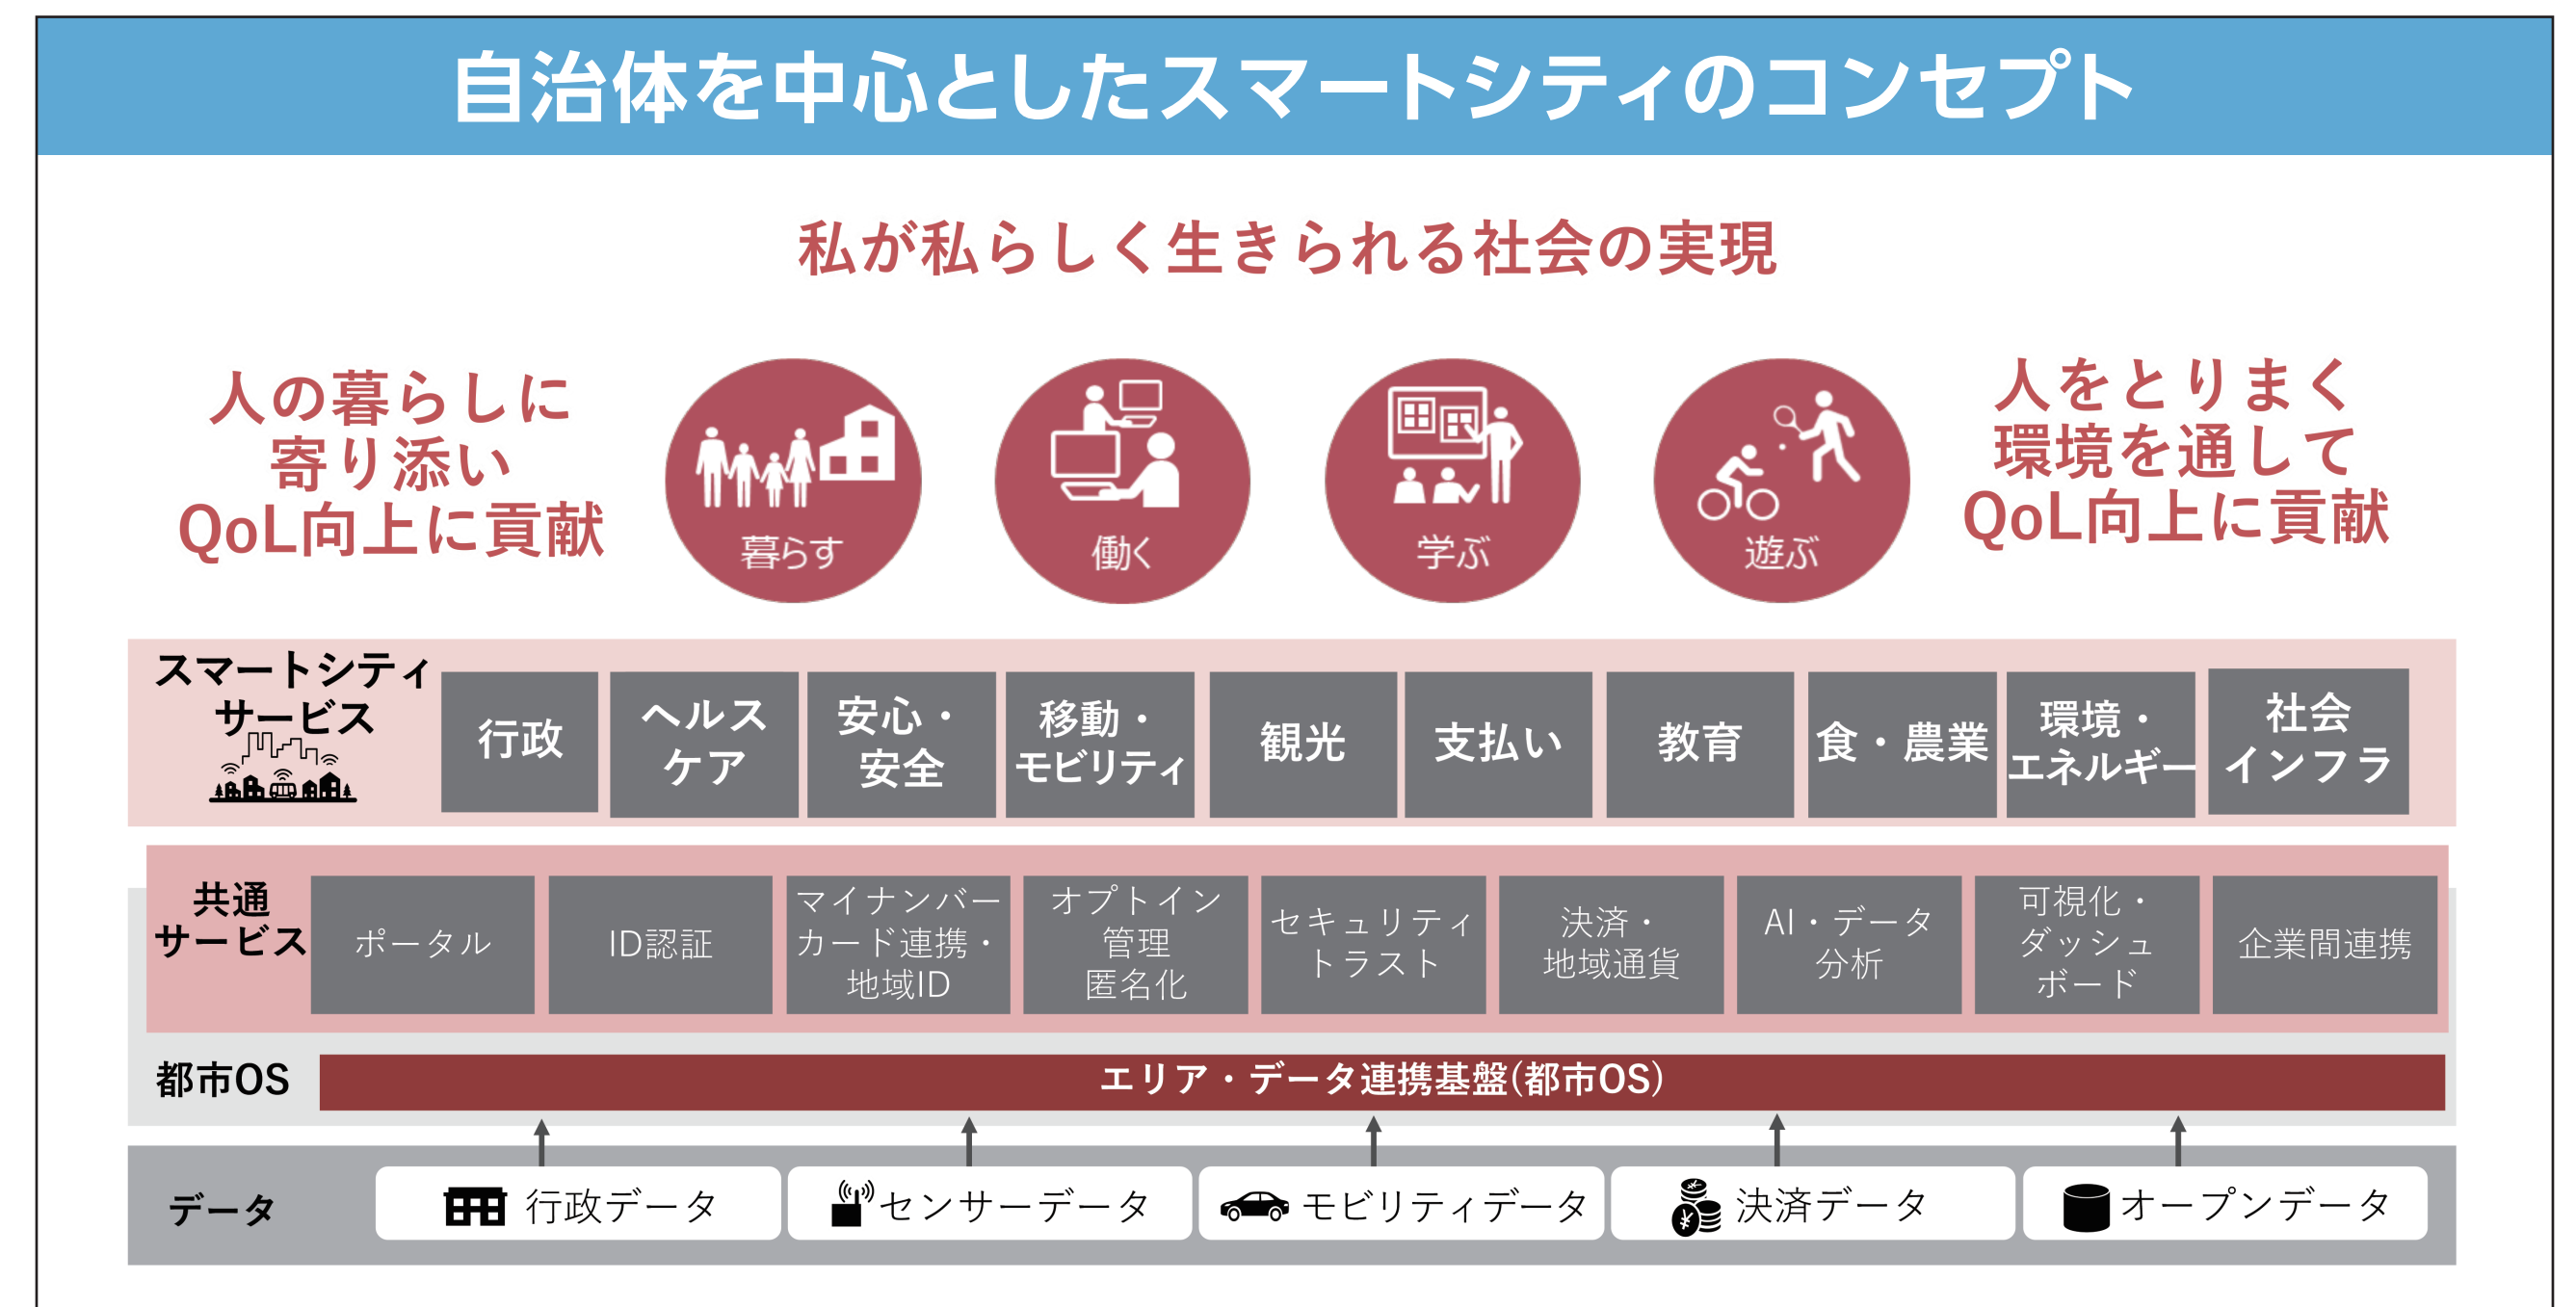 自治体を中心としたスマートシティのコンセプト
私が私らしく生きられる社会の実現
人の暮らしに
寄り添い
QoL向上に貢献
暮らす
働く
学ぶ
遊ぶ
人をとりまく
環境を通して
QoL向上に貢献
スマートシティ
サービス
行政
ヘルス
ケア
安心・
安全
移動・
モビリティ
観光
支払い
教育
食・農業
環境・
エネルギー
社会
インフラ
共通
サービス
ポータル
ID認証
マイナンバー
カード連携・
地域ID
オプトイン
管理
匿名化
セキュリティ
トラスト
決済・
地域通貨
AI・データ
分析
可視化・
ダッシュ
ボード
企業間連携
都市OS
エリア・データ連携基盤(都市OS)
データ
行政データ
センサーデータ
モビリティデータ
決済データ
オープンデータ